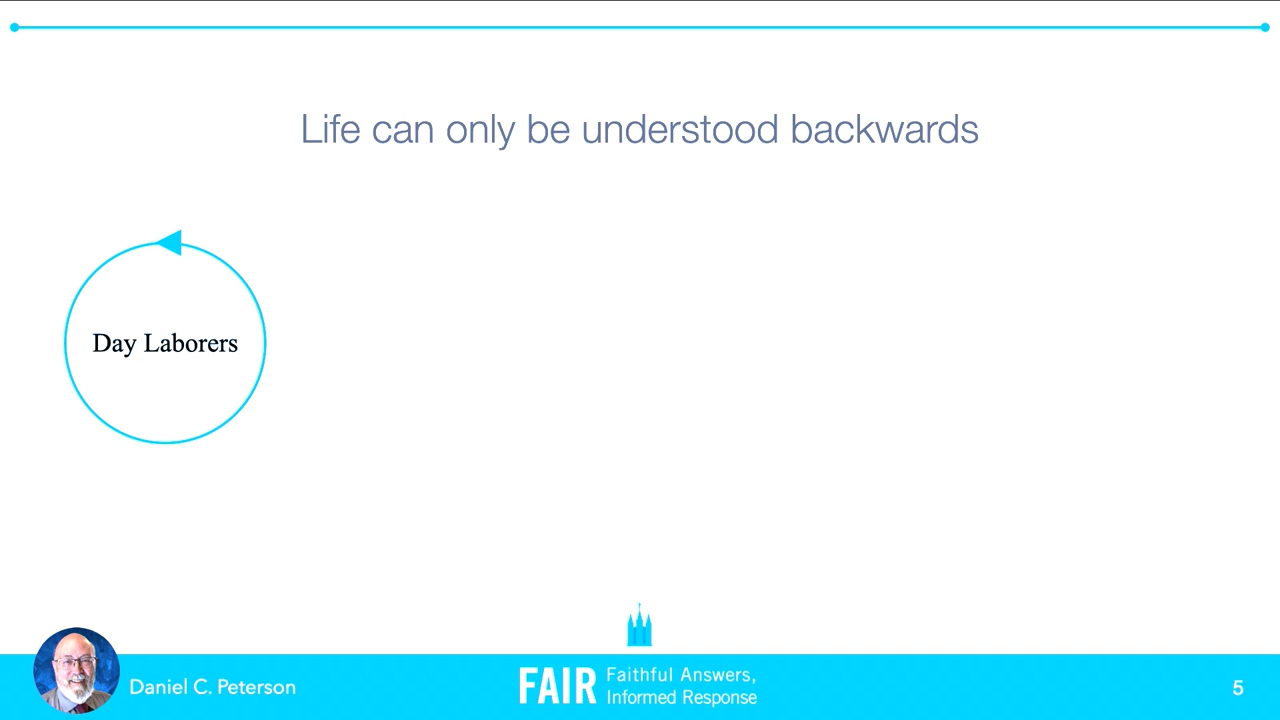 Life can only be understood backwards
Day Laborers
Daniel C. Peterson
FAIR
Faithful Answers,
Informed Response
5